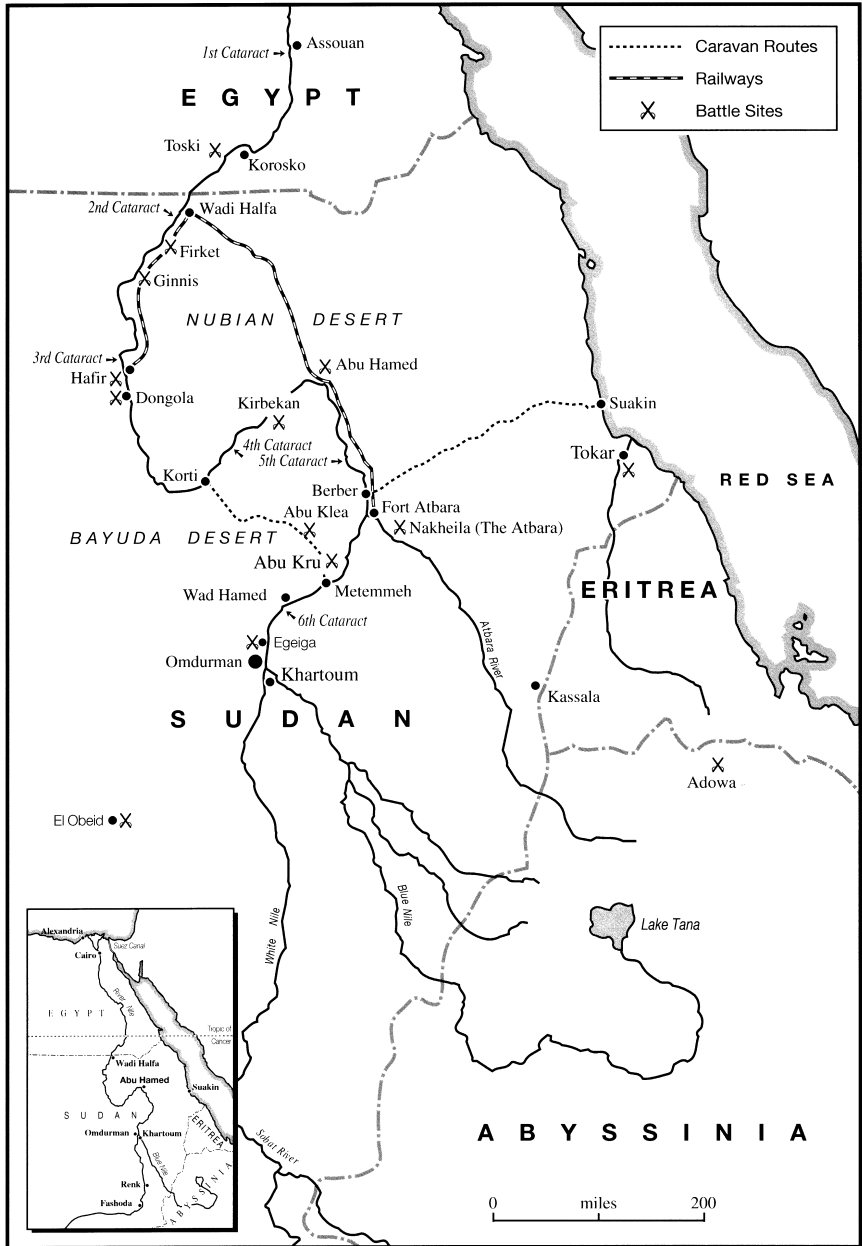 Assouan
1st Cataract
Caravan Routes
Railways
Battle Sites
EGYPT
Toski
Korosko
2nd Cataract
Wadi Halfa
Firket
Ginnis
NUBIAN DESERT
3rd Cataract
Abu Hamed
Hafir
Dongola
Kirbekan
Suakin
4th Cataract
5th Cataract
Tokar
Korti
RED SEA
Berber
Abu Klea
Fort Atbara
Nakheila (The Atbara)
BAYUDA DESERT
Abu Kru
Metemmeh
ERITREA
Wad Hamed
6th Cataract
Egeiga
Atbara River
Omdurman
Khartoum
Kassala
SUDAN
Adowa
El Obeid
White Nile
Blue Nile
Lake Tana
Sobat River
ABYSSINIA
0 miles 200
Alexandria
Suez Canal
Cairo
River Nile
EGYPT
Tropic of
Cancer
Wadi Halfa
Abu Hamed
Suakin
SUDAN
ERITREA
Omdurman
Khartoum
Blue Nile
Renk
ABYSSINIA
Fashoda